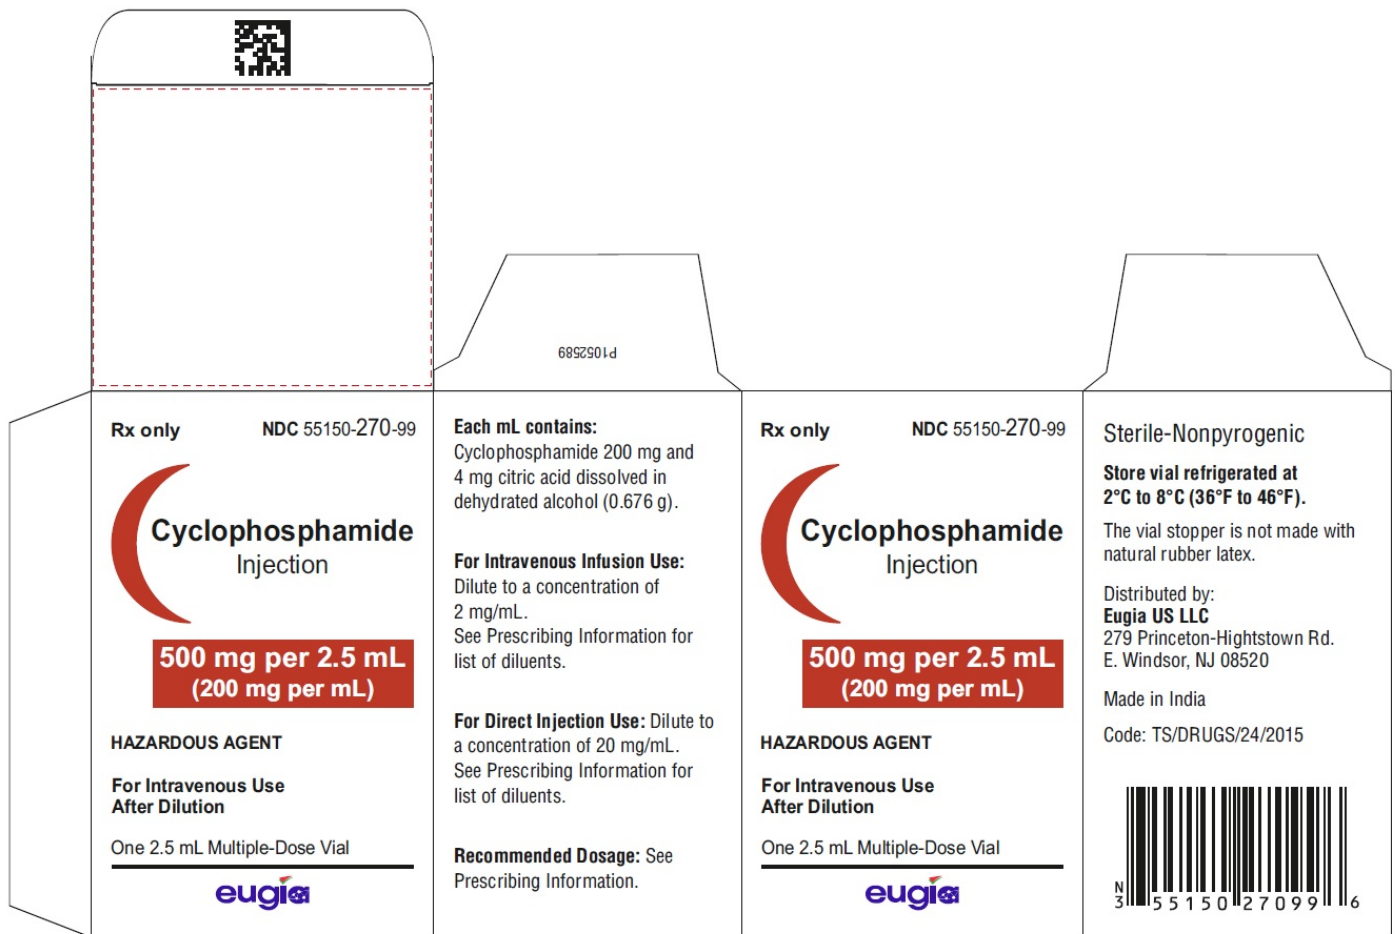 P1052589
Rx only NDC 55150-270-99
Cyclophosphamide
Injection
500 mg per 2.5 mL
(200 mg per mL)
HAZARDOUS AGENT
For Intravenous Use
After Dilution
One 2.5 mL Multiple-Dose Vial
eugia
Each mL contains:
Cyclophosphamide 200 mg and
4 mg citric acid dissolved in
dehydrated alcohol (0.676 g).
For Intravenous Infusion Use:
Dilute to a concentration of
2 mg/mL.
See Prescribing Information for
list of diluents.
For Direct Injection Use: Dilute to
a concentration of 20 mg/mL.
See Prescribing Information for
list of diluents.
Recommended Dosage: See
Prescribing Information.
Rx only NDC 55150-270-99
Cyclophosphamide
Injection
500 mg per 2.5 mL
(200 mg per mL)
HAZARDOUS AGENT
For Intravenous Use
After Dilution
One 2.5 mL Multiple-Dose Vial
eugia
Sterile-Nonpyrogenic
Store vial refrigerated at
2°C to 8°C (36°F to 46°F).
The vial stopper is not made with
natural rubber latex.
Distributed by:
Eugia US LLC
279 Princeton-Hightstown Rd.
E. Windsor, NJ 08520
Made in India
Code: TS/DRUGS/24/2015
N
3 55150 27099 6